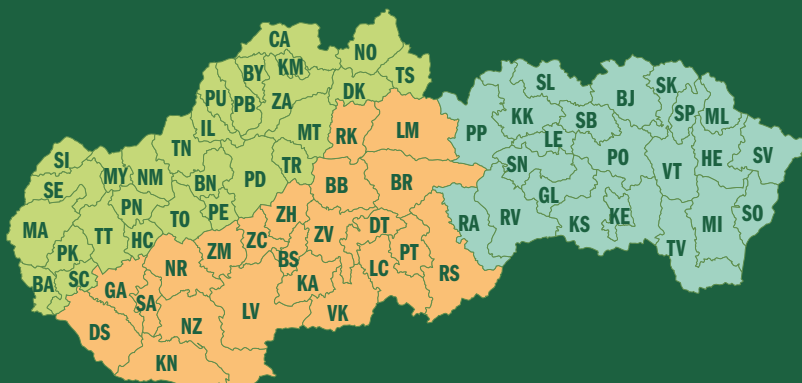 CA
NO
BY
KM
TS
SL
SK
PU
PB
ZA
DK
BJ
KK
SB
SP
ML
IL
MT
RK
LM
PP
LE
TN
SI
TR
SN
PO
VT
HE
SV
SE
MY
NM
BN
PD
BB
BR
GL
PN
TO
PE
ZH
RA
RV
KS
KE
MI
SO
MA
TT
HC
ZM
ZC
ZV
DT
PT
TV
PK
NR
BS
LC
RS
BA
SC
GA
SA
KA
LV
VK
DS
NZ
KN